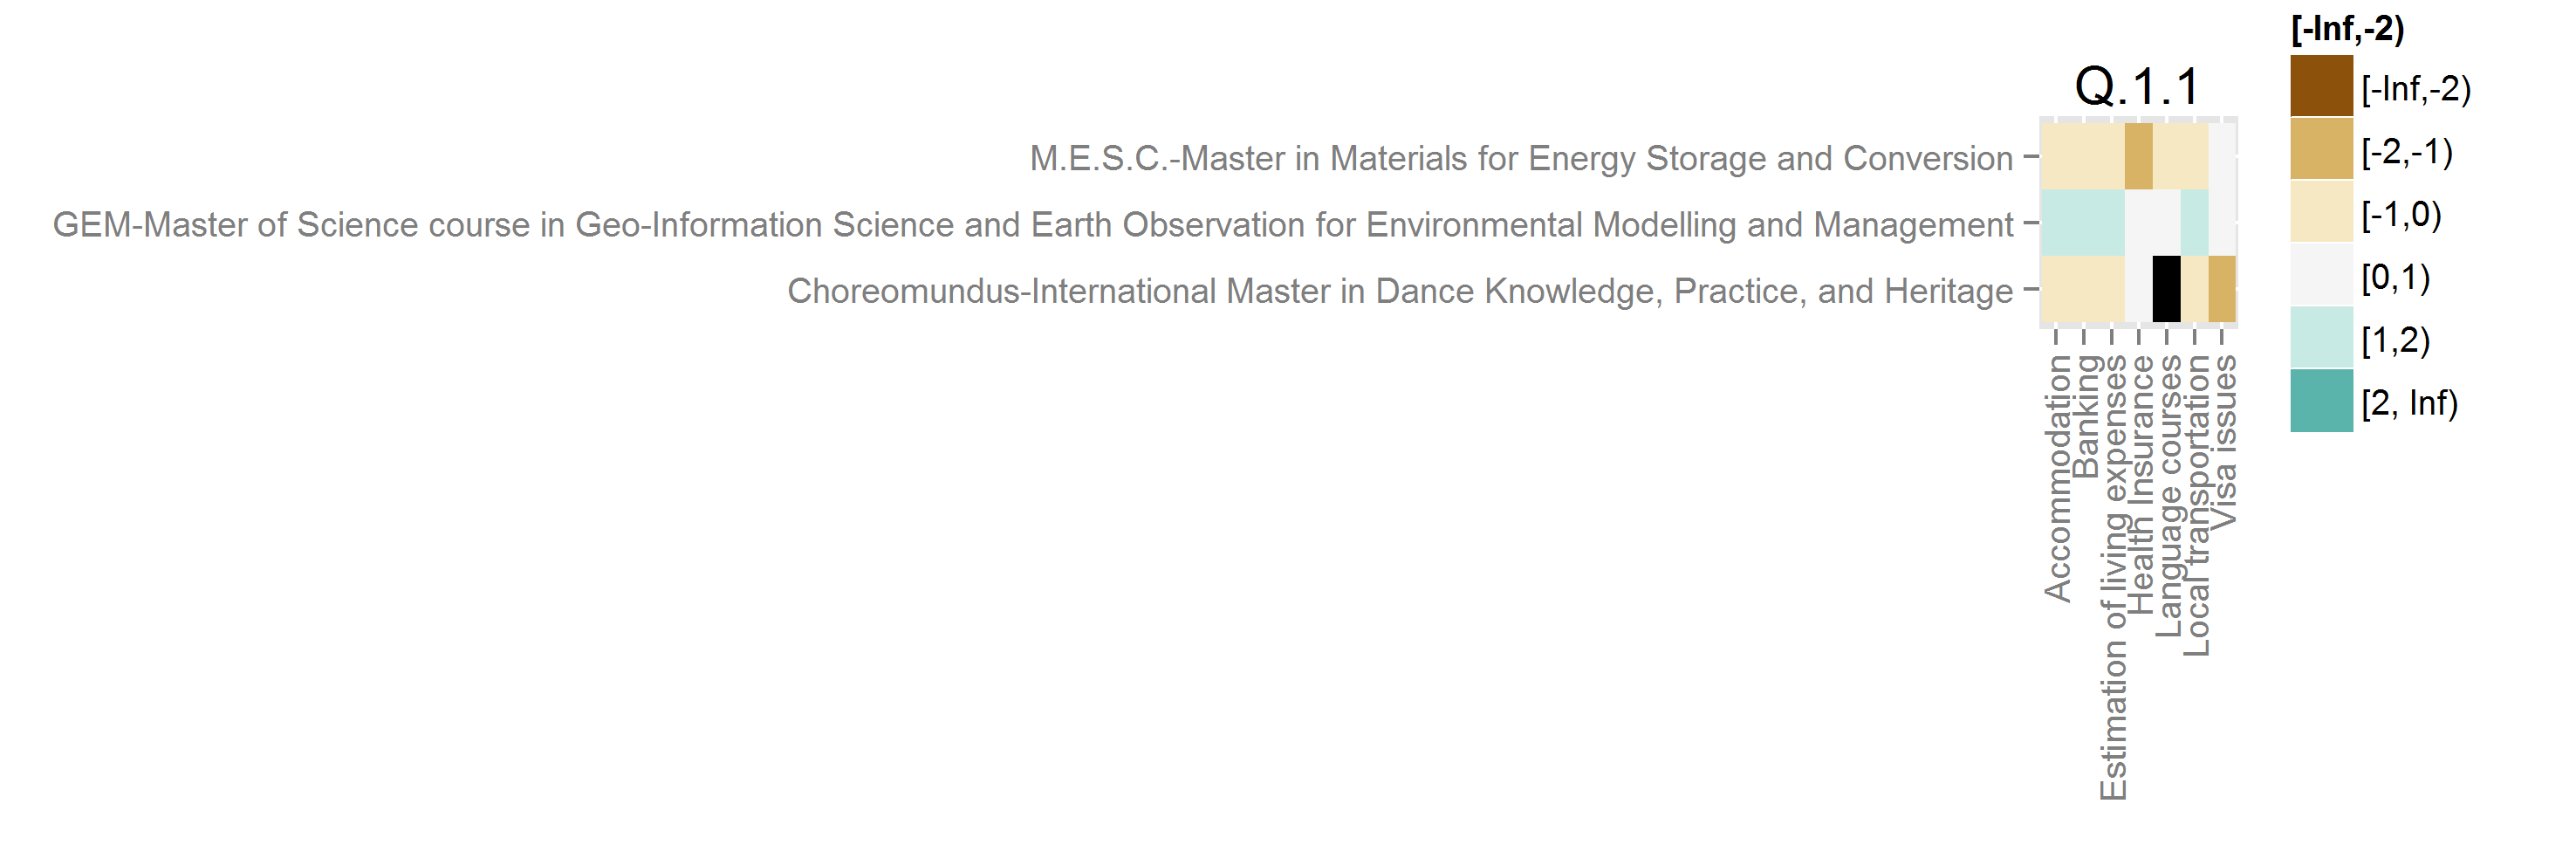 Q.1.1
M.E.S.C.-Master in Materials for Energy Storage and Conversion
GEM-Master of Science course in Geo-Information Science and Earth Observation for Environmental Modelling and Management
Choreomundus-International Master in Dance Knowledge, Practice, and Heritage
Accommodation
Banking
Estimation of living expenses
Health Insurance
Language courses
Local transportation
Visa issues
[-Inf,-2)
[-Inf,-2)
[-2,-1)
[-1,0)
[0,1)
[1,2)
[2, Inf)